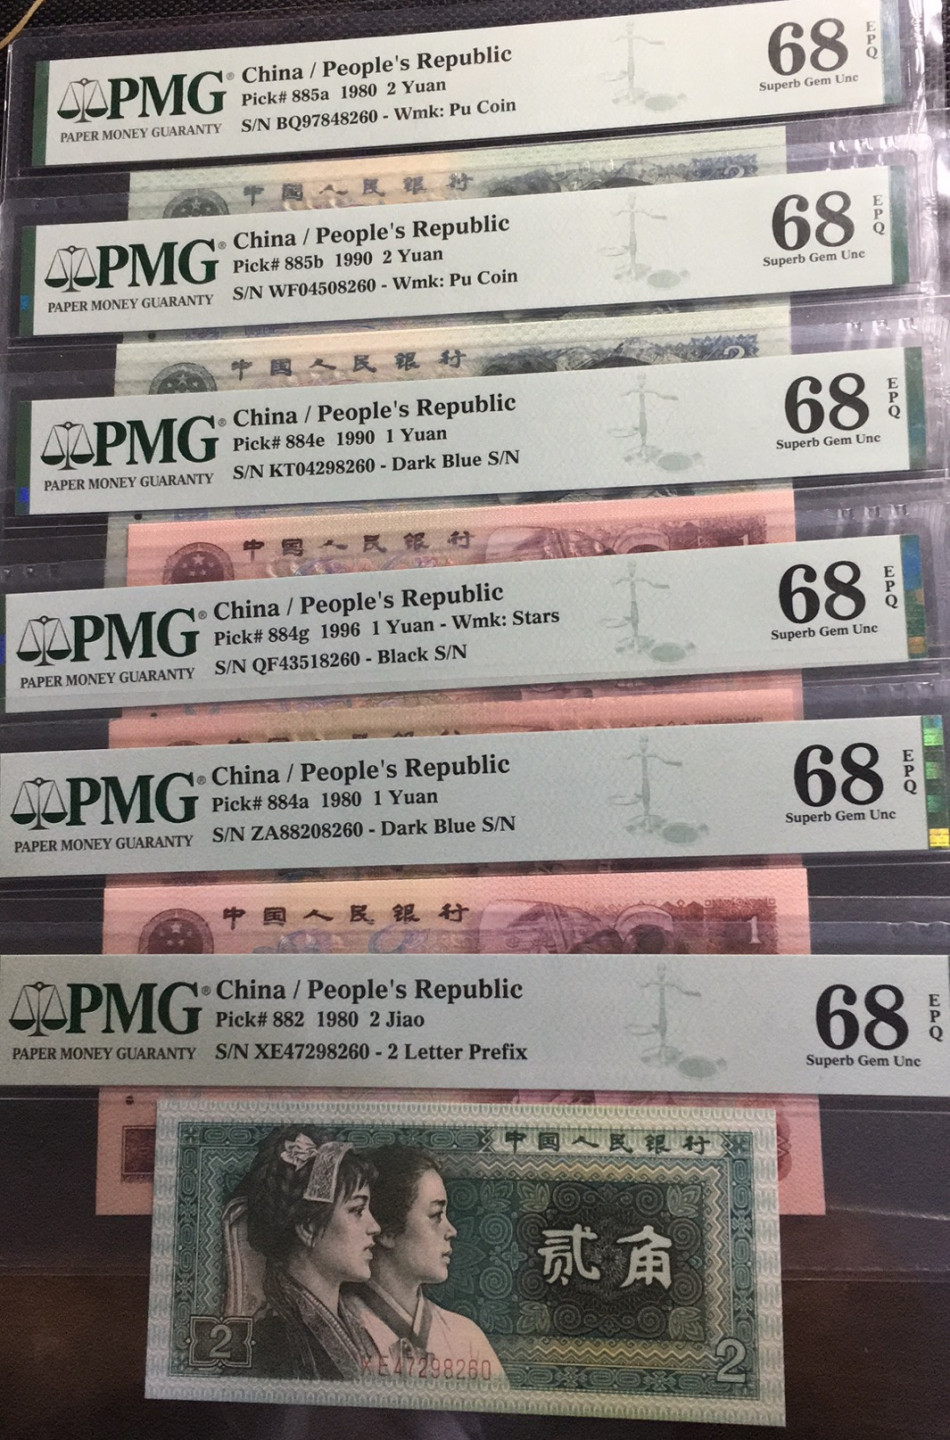 PMG®
PAPER MONEY GUARANTY
China / People's Republic
Pick# 885a 1980 2 Yuan
S/N BQ97848260 - Wmk: Pu Coin
68
EPQ
Superb Gem Unc
中国人民银行
PMG®
PAPER MONEY GUARANTY
China / People's Republic
Pick# 885b 1990 2 Yuan
S/N WF04508260 - Wmk: Pu Coin
68
EPQ
Superb Gem Unc
中国人民银行
2
PMG®
PAPER MONEY GUARANTY
China / People's Republic
Pick# 884e 1990 1 Yuan
S/N KT04298260 - Dark Blue S/N
68
EPQ
Superb Gem Unc
中国人民银行
1
PMG®
PAPER MONEY GUARANTY
China / People's Republic
Pick# 884g 1996 1 Yuan - Wmk: Stars
S/N QF43518260 - Black S/N
68
EPQ
Superb Gem Unc
PMG®
PAPER MONEY GUARANTY
China / People's Republic
Pick# 884a 1980 1 Yuan
S/N ZA88208260 - Dark Blue S/N
68
EPQ
Superb Gem Unc
中国人民银行
1
PMG®
PAPER MONEY GUARANTY
China / People's Republic
Pick# 882 1980 2 Jiao
S/N XE47298260 - 2 Letter Prefix
68
EPQ
Superb Gem Unc
中国人民银行
贰角
2
XE47298260
2